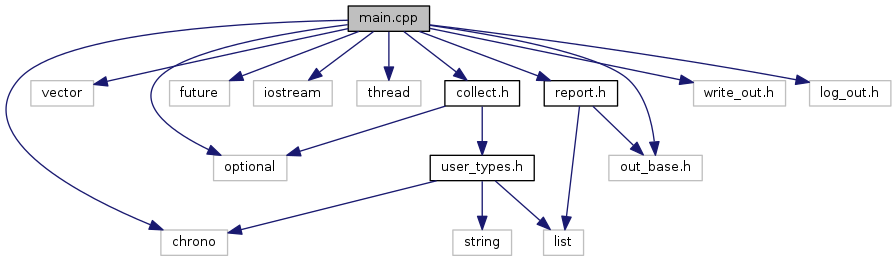 main.cpp
vector
future
iostream
thread
collect.h
report.h
write_out.h
log_out.h
optional
user_types.h
out_base.h
chrono
string
list